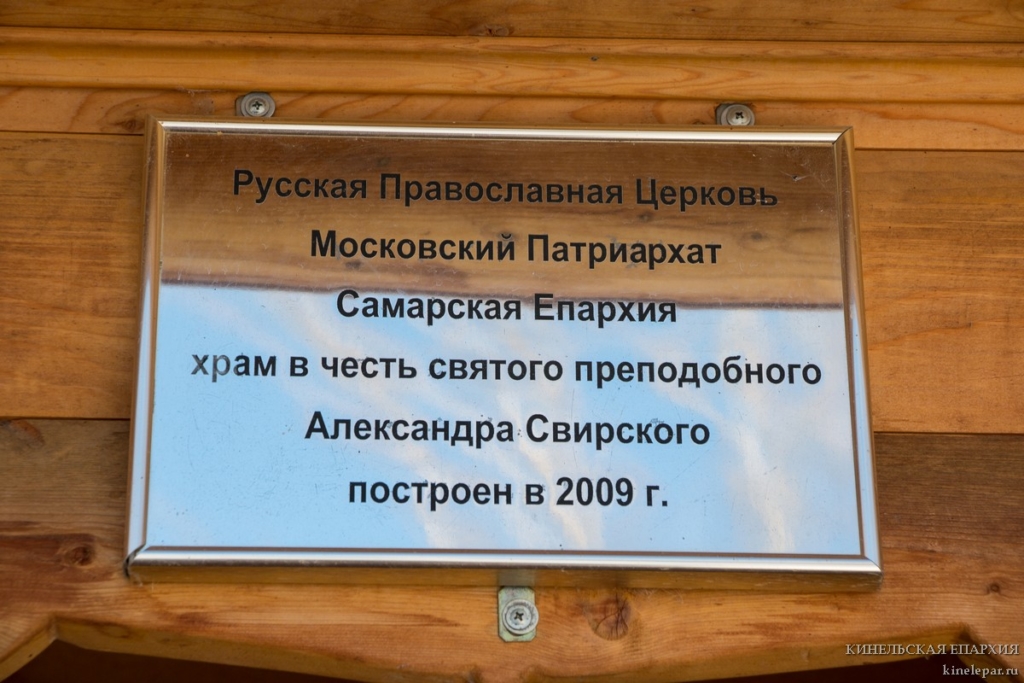 Русская Православная Церковь
Московский Патриархат
Самарская Епархия
храм в честь святого преподобного
Александра Свирского
построен в 2009 г.
КИНЕЛЬСКАЯ ЕПАРХИЯ
kinelepar.ru